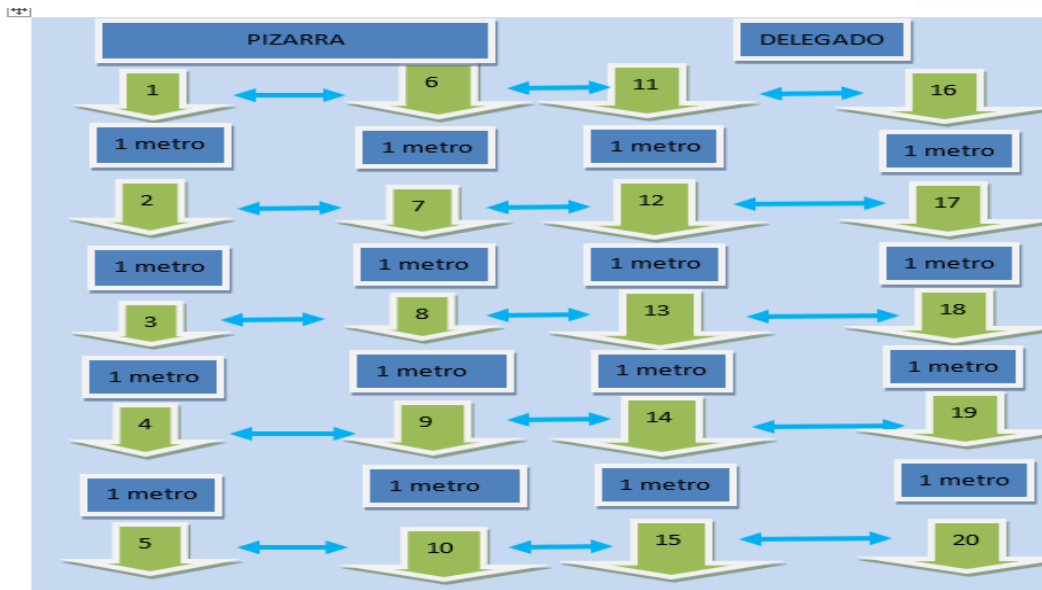 PIZARRA DELEGADO
1 6 11 16
1 metro 1 metro 1 metro 1 metro
2 7 12 17
1 metro 1 metro 1 metro 1 metro
3 8 13 18
1 metro 1 metro 1 metro 1 metro
4 9 14 19
1 metro 1 metro 1 metro 1 metro
5 10 15 20